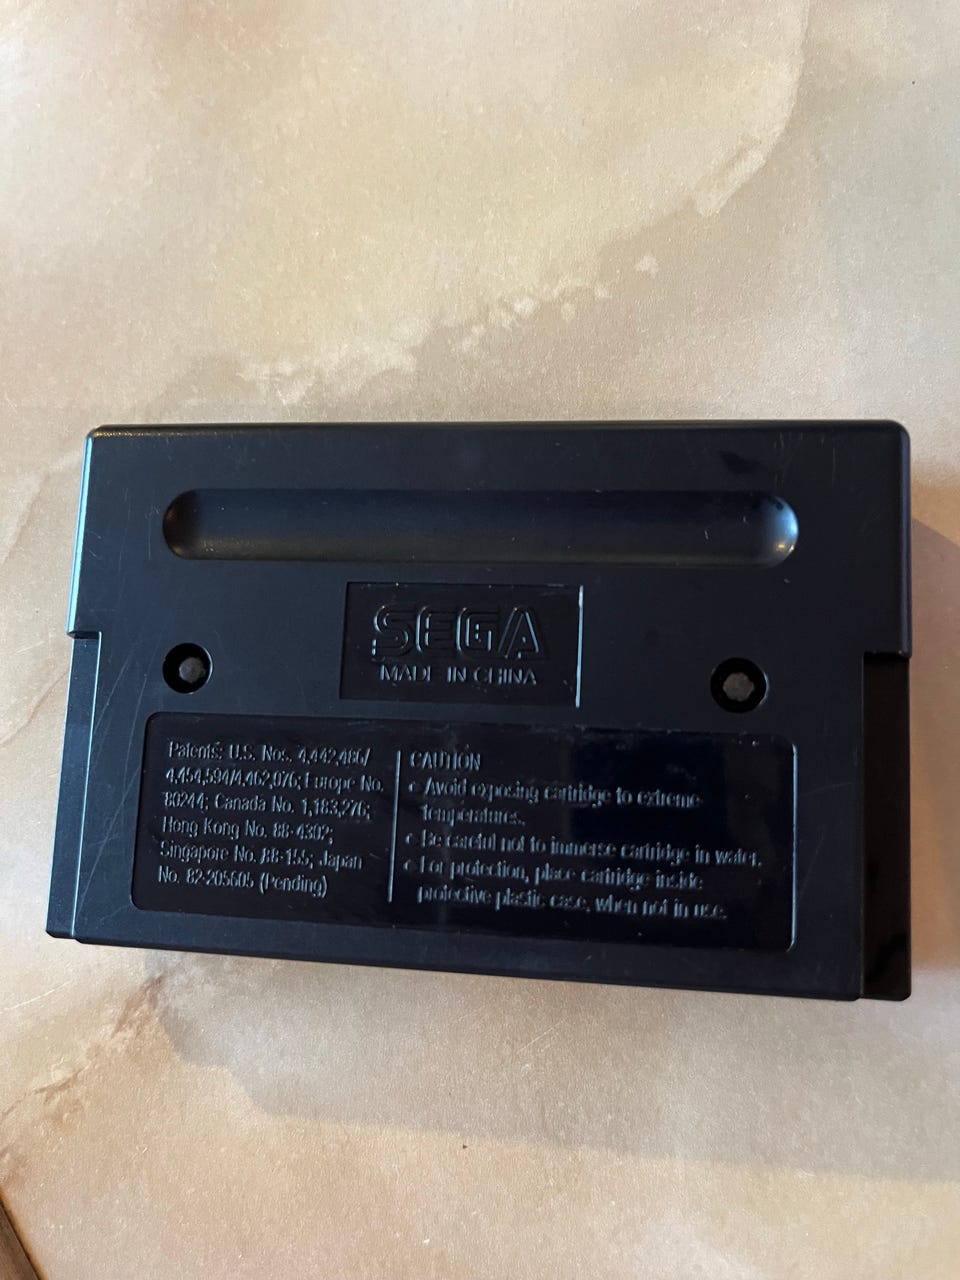 SEGA
MADE IN CHINA
Patents: U.S. Nos. 4,442,486/
4,454,594/4,462,076; Europe No.
80244; Canada No. 1,183,276;
Hong Kong No. 88-4302;
Singapore No. 88-155; Japan
No. 82-205605 (Pending)
CAUTION
• Avoid exposing cartridge to extreme
temperatures.
• Be careful not to immerse cartridge in water.
• For protection, place cartridge inside
protective plastic case, when not in use.